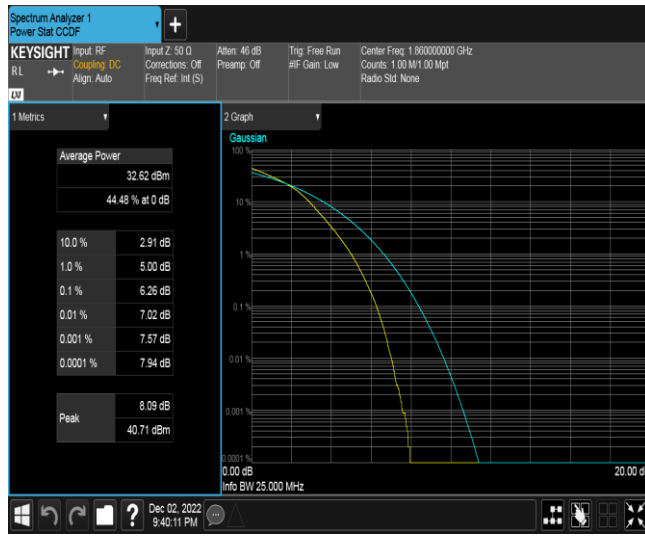 Spectrum Analyzer 1
Power Stat CCDF
+
KEYSIGHT
RL
LXI
Input: RF
Coupling: DC
Align: Auto
Input Z: 50 Ω
Corrections: Off
Freq Ref: Int (S)
Atten: 46 dB
Preamp: Off
Trig: Free Run
#IF Gain: Low
Center Freq: 1.860000000 GHz
Counts: 1.00 M/1.00 Mpt
Radio Std: None
1 Metrics
Average Power
32.62 dBm
44.48 % at 0 dB
10.0 % 2.91 dB
1.0 % 5.00 dB
0.1 % 6.26 dB
0.01 % 7.02 dB
0.001 % 7.57 dB
0.0001 % 7.94 dB
Peak
8.09 dB
40.71 dBm
2 Graph
Gaussian
100 %
10 %
1 %
0.1 %
0.01 %
0.001 %
0.0001 %
0.00 dB
20.00 d
Info BW 25.000 MHz
?
Dec 02, 2022
9:40:11 PM